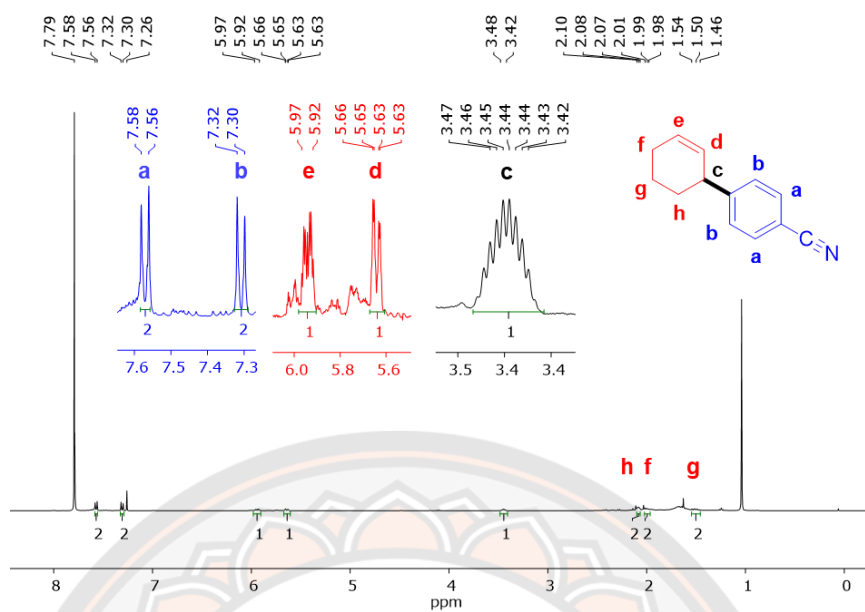 7.79 7.58 7.56 7.32 7.30 7.26 5.97 5.92 5.66 5.65 5.63 5.63 3.48 3.42 2.10 2.08 2.07 2.01 1.99 1.98 1.54 1.50 1.46
7.58 7.56 7.32 7.30 5.97 5.92 5.66 5.65 5.63 5.63 3.47 3.46 3.45 3.44 3.44 3.43 3.42
a b e d c
e
f d
c b a
g
h
b a
C N
2 2 1 1 1
7.6 7.5 7.4 7.3 6.0 5.8 5.6 3.5 3.4 3.4
h f g
2 2 1 1 1 2 2 2
8 7 6 5 4 3 2 1 0
ppm